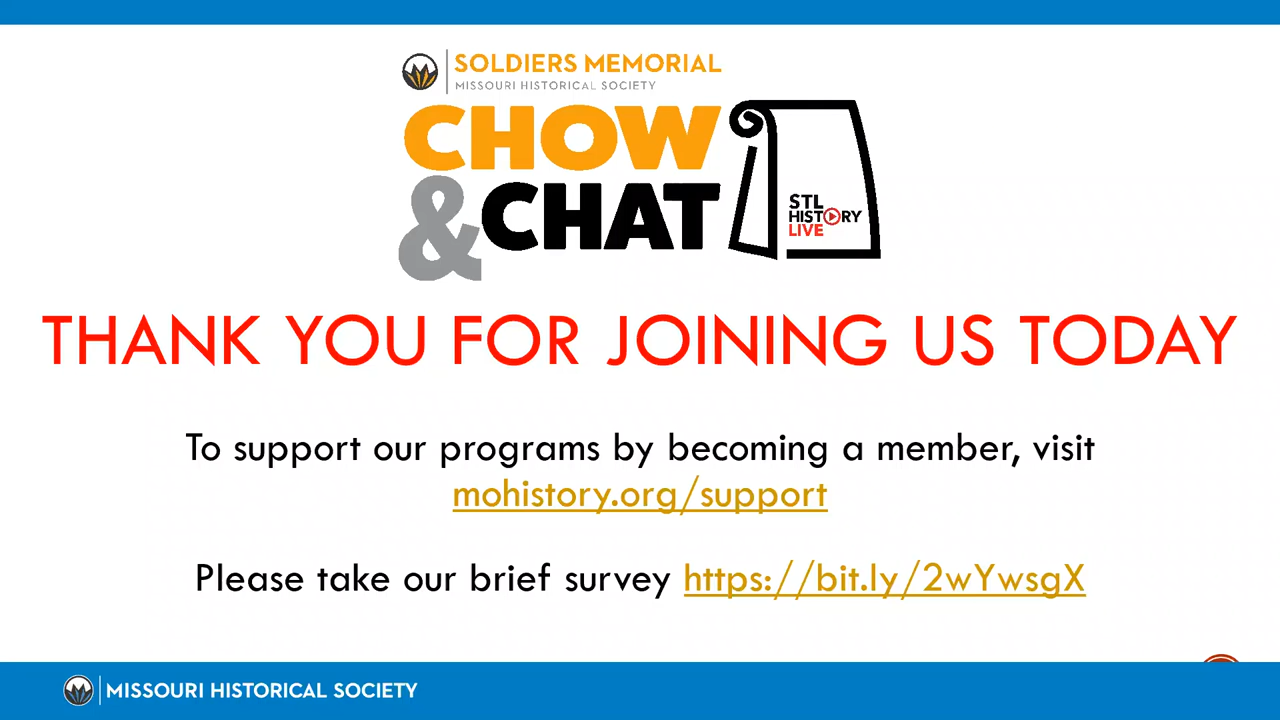 SOLDIERS MEMORIAL
MISSOURI HISTORICAL SOCIETY
CHOW
& CHAT
STL
HISTORY
LIVE
THANK YOU FOR JOINING US TODAY
To support our programs by becoming a member, visit
mohistory.org/support
Please take our brief survey https://bit.ly/2wYwsgX
MISSOURI HISTORICAL SOCIETY